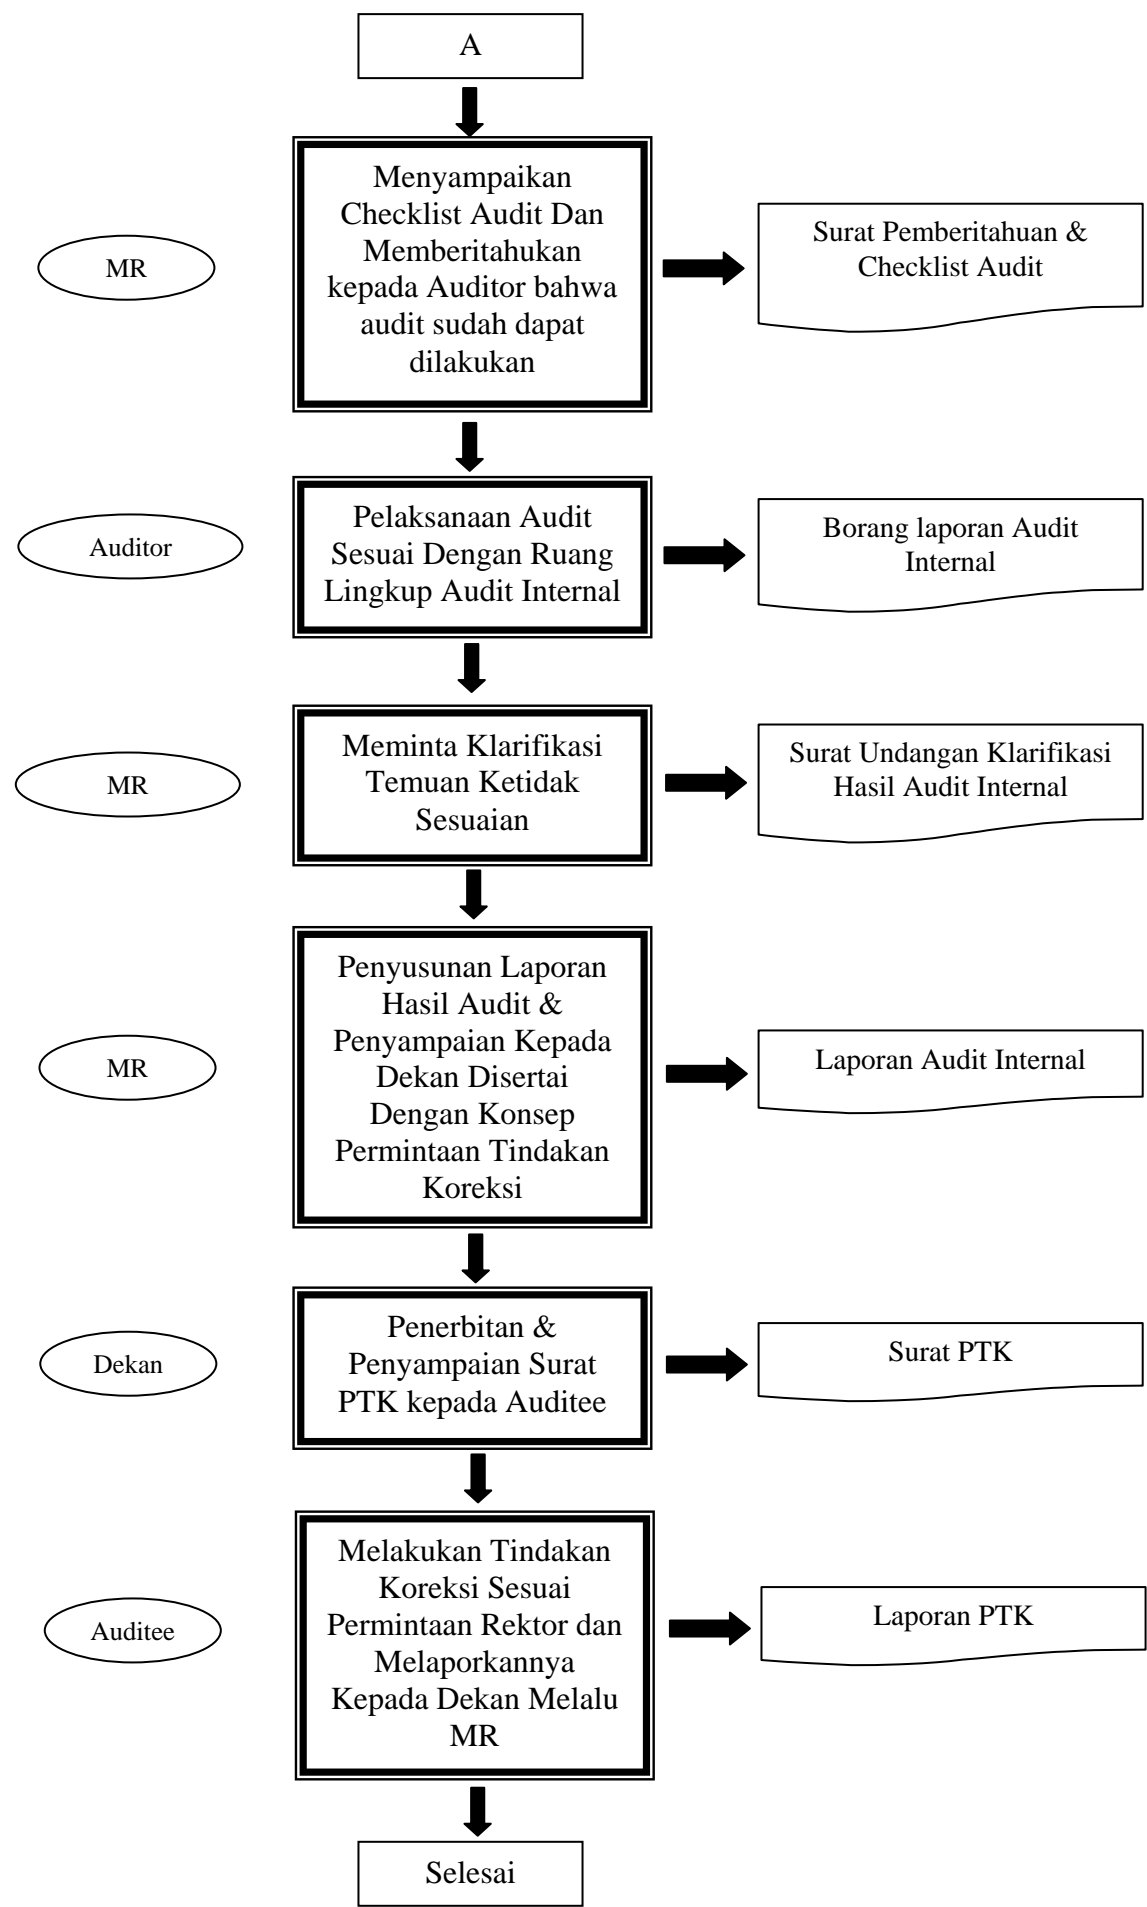 A
MR
Menyampaikan
Checklist Audit Dan
Memberitahukan
kepada Auditor bahwa
audit sudah dapat
dilakukan
Surat Pemberitahuan &
Checklist Audit
Auditor
Pelaksanaan Audit
Sesuai Dengan Ruang
Lingkup Audit Internal
Borang laporan Audit
Internal
MR
Meminta Klarifikasi
Temuan Ketidak
Sesuaian
Surat Undangan Klarifikasi
Hasil Audit Internal
MR
Penyusunan Laporan
Hasil Audit &
Penyampaian Kepada
Dekan Disertai
Dengan Konsep
Permintaan Tindakan
Koreksi
Laporan Audit Internal
Dekan
Penerbitan &
Penyampaian Surat
PTK kepada Auditee
Surat PTK
Auditee
Melakukan Tindakan
Koreksi Sesuai
Permintaan Rektor dan
Melaporkannya
Kepada Dekan Melalu
MR
Laporan PTK
Selesai